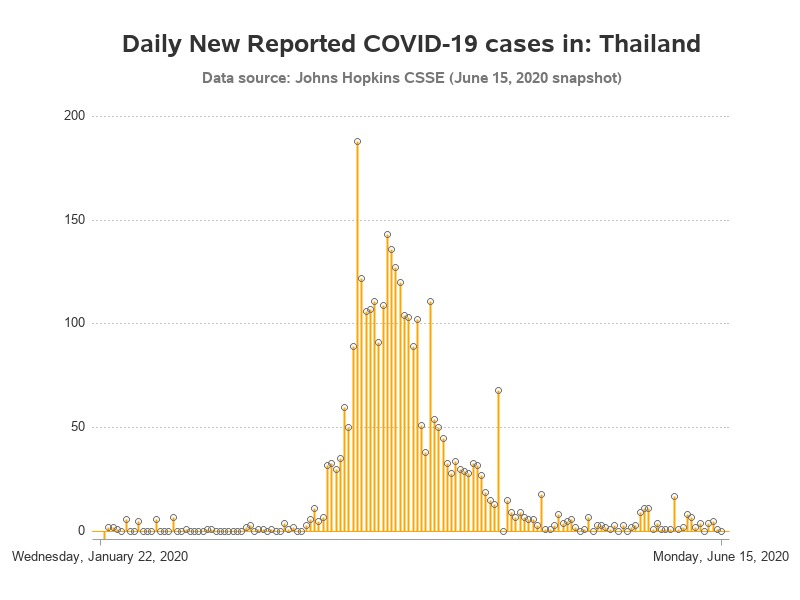 Daily New Reported COVID-19 cases in: Thailand
Data source: Johns Hopkins CSSE (June 15, 2020 snapshot)
200
150
100
50
0
Wednesday, January 22, 2020
Monday, June 15, 2020